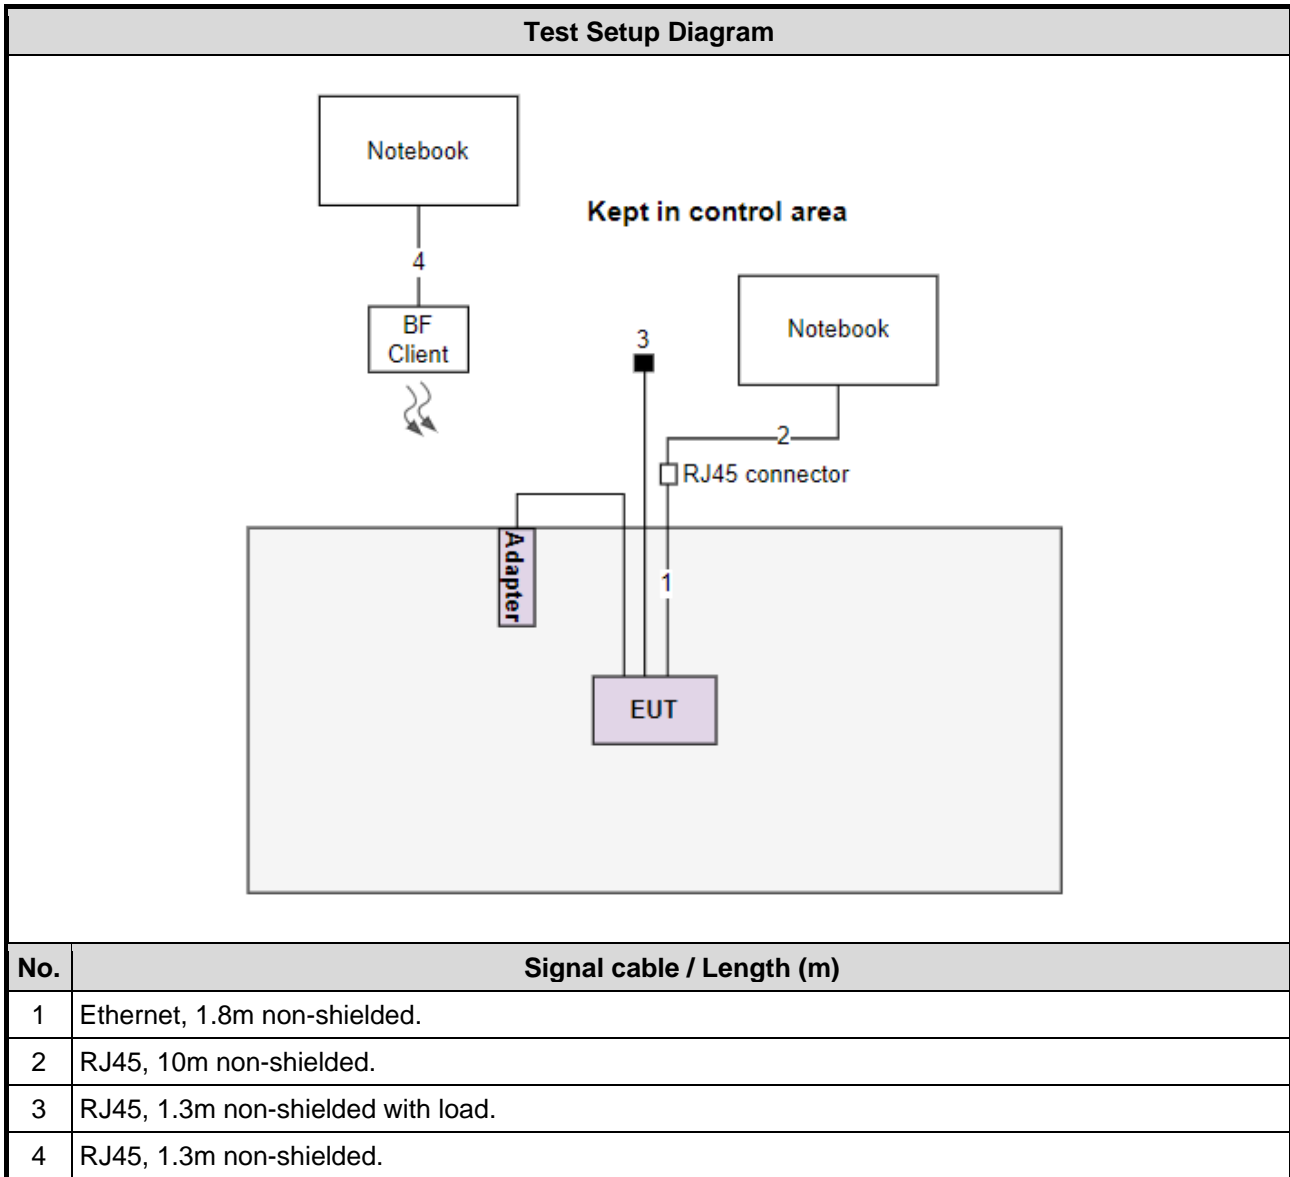 Test Setup Diagram
Notebook
Kept in control area
4
BF
Client
3
Notebook
2
RJ45 connector
Adapter
1
EUT
No. Signal cable / Length (m)
1 Ethernet, 1.8m non-shielded.
2 RJ45, 10m non-shielded.
3 RJ45, 1.3m non-shielded with load.
4 RJ45, 1.3m non-shielded.